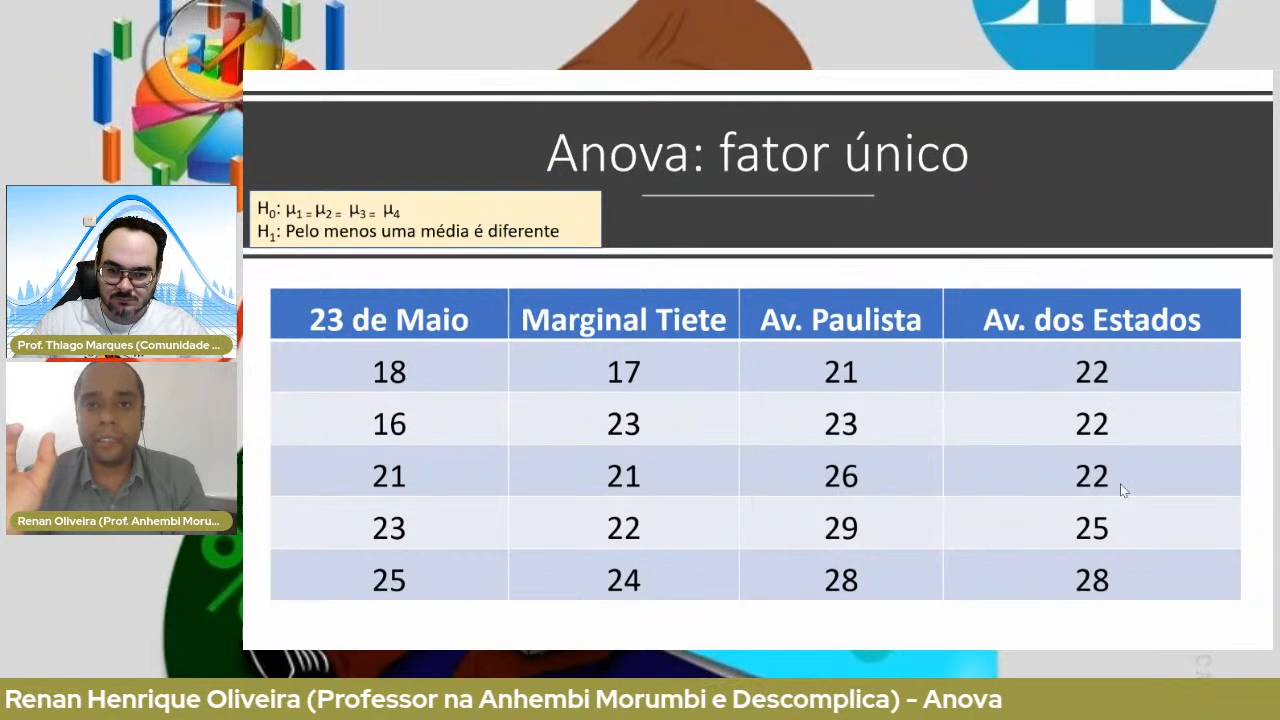 Anova: fator único
H0: μ1 = μ2 = μ3 = μ4
H1: Pelo menos uma média é diferente
23 de Maio Marginal Tiete Av. Paulista Av. dos Estados
18 17 21 22
16 23 23 22
21 21 26 22
23 22 29 25
25 24 28 28
Prof. Thiago Marques (Comunidade ...
Renan Oliveira (Prof. Anhembi Moru...
Renan Henrique Oliveira (Professor na Anhembi Morumbi e Descomplica) - Anova